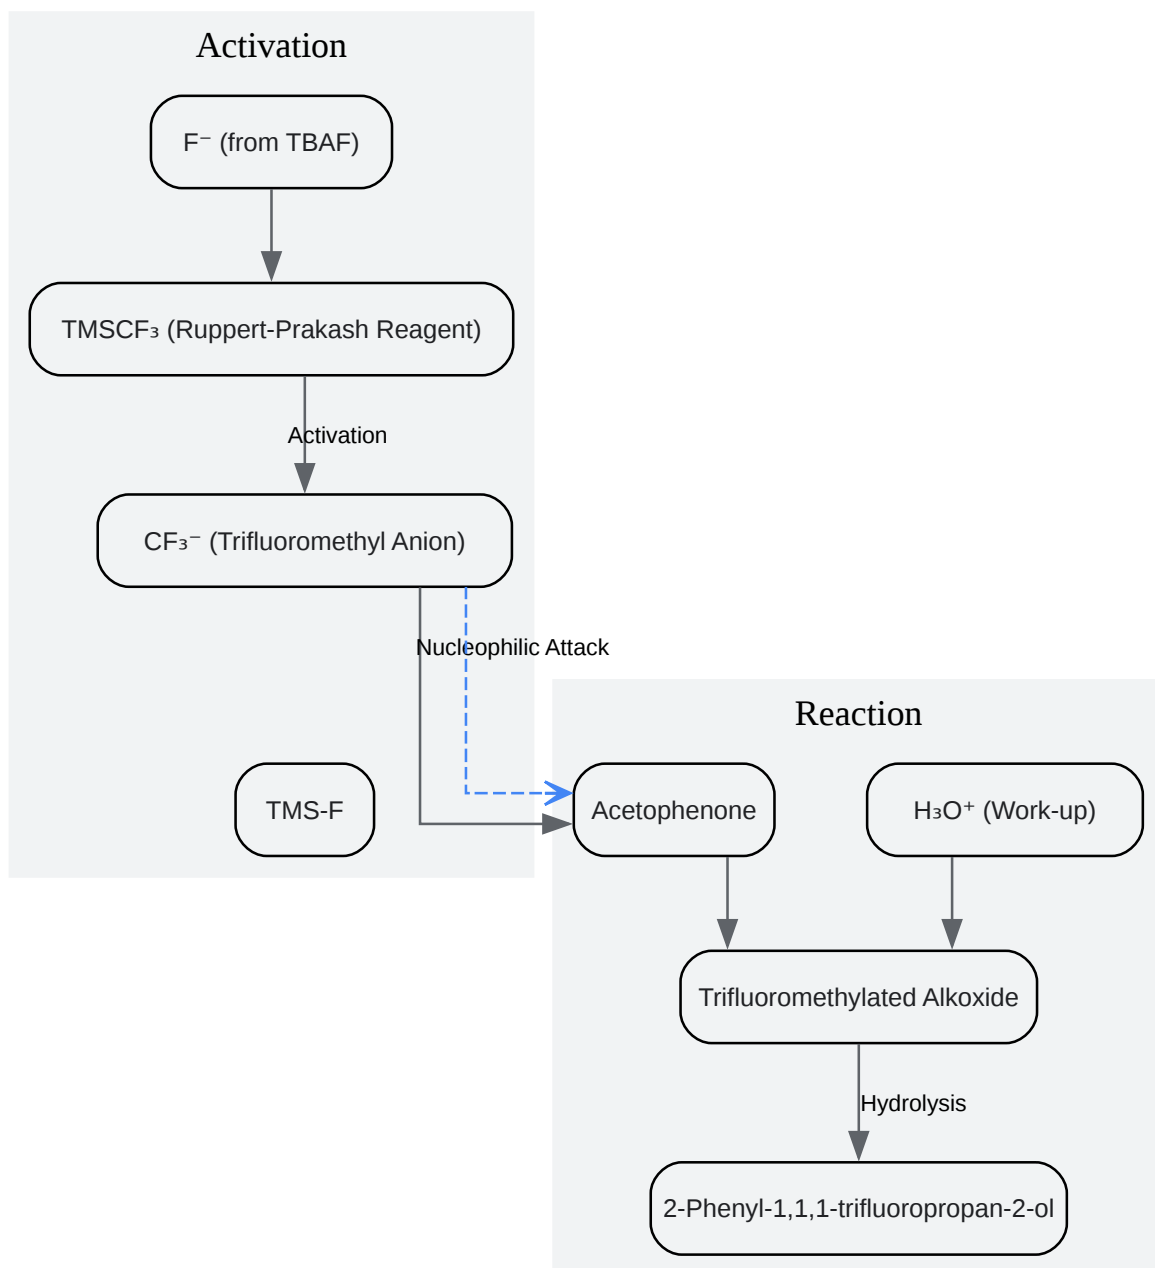 Activation
F⁻ (from TBAF)
TMSCF₃ (Ruppert-Prakash Reagent)
Activation
CF₃⁻ (Trifluoromethyl Anion)
Nucleophilic Attack
Reaction
TMS-F
Acetophenone
H₃O⁺ (Work-up)
Trifluoromethylated Alkoxide
Hydrolysis
2-Phenyl-1,1,1-trifluoropropan-2-ol